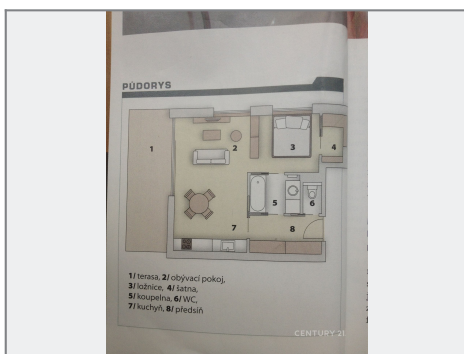 PŮDORYS
1
2
3
4
5
6
7
8
1/ terasa, 2/ obývací pokoj,
3/ ložnice, 4/ šatna,
5/ koupelna, 6/ WC,
7/ kuchyň, 8/ předsíň
CENTURY 21